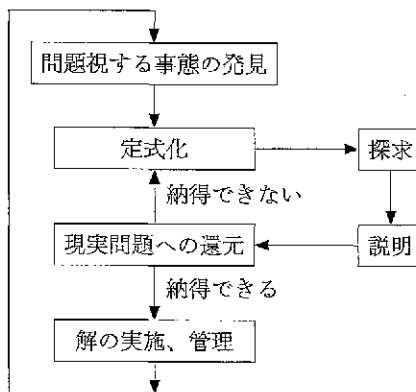 問題視する事態の発見
定式化
探求
納得できない
現実問題への還元
説明
納得できる
解の実施、管理